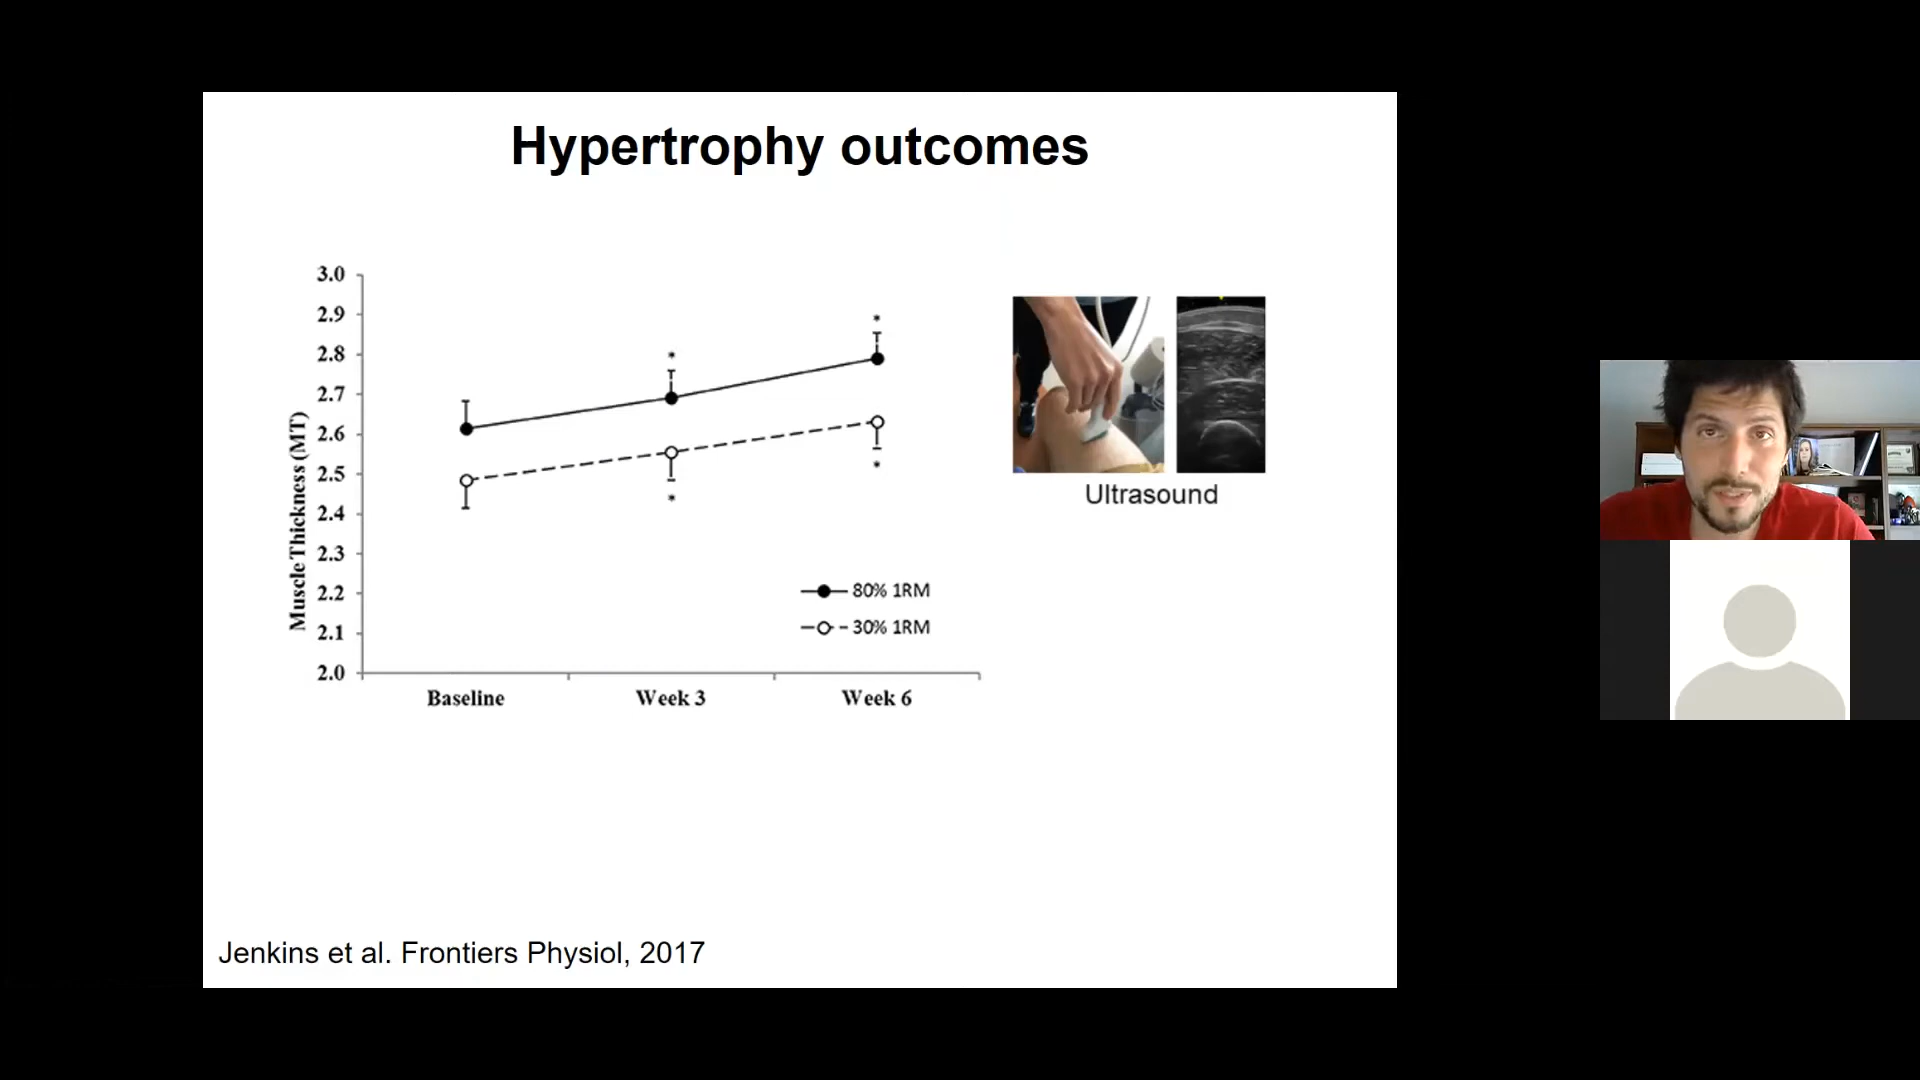 Hypertrophy outcomes
3.0
2.9
2.8
2.7
2.6
2.5
2.4
2.3
2.2
2.1
2.0
Muscle Thickness (MT)
*
*
*
*
80% 1RM
30% 1RM
Baseline Week 3 Week 6
Ultrasound
Jenkins et al. Frontiers Physiol, 2017